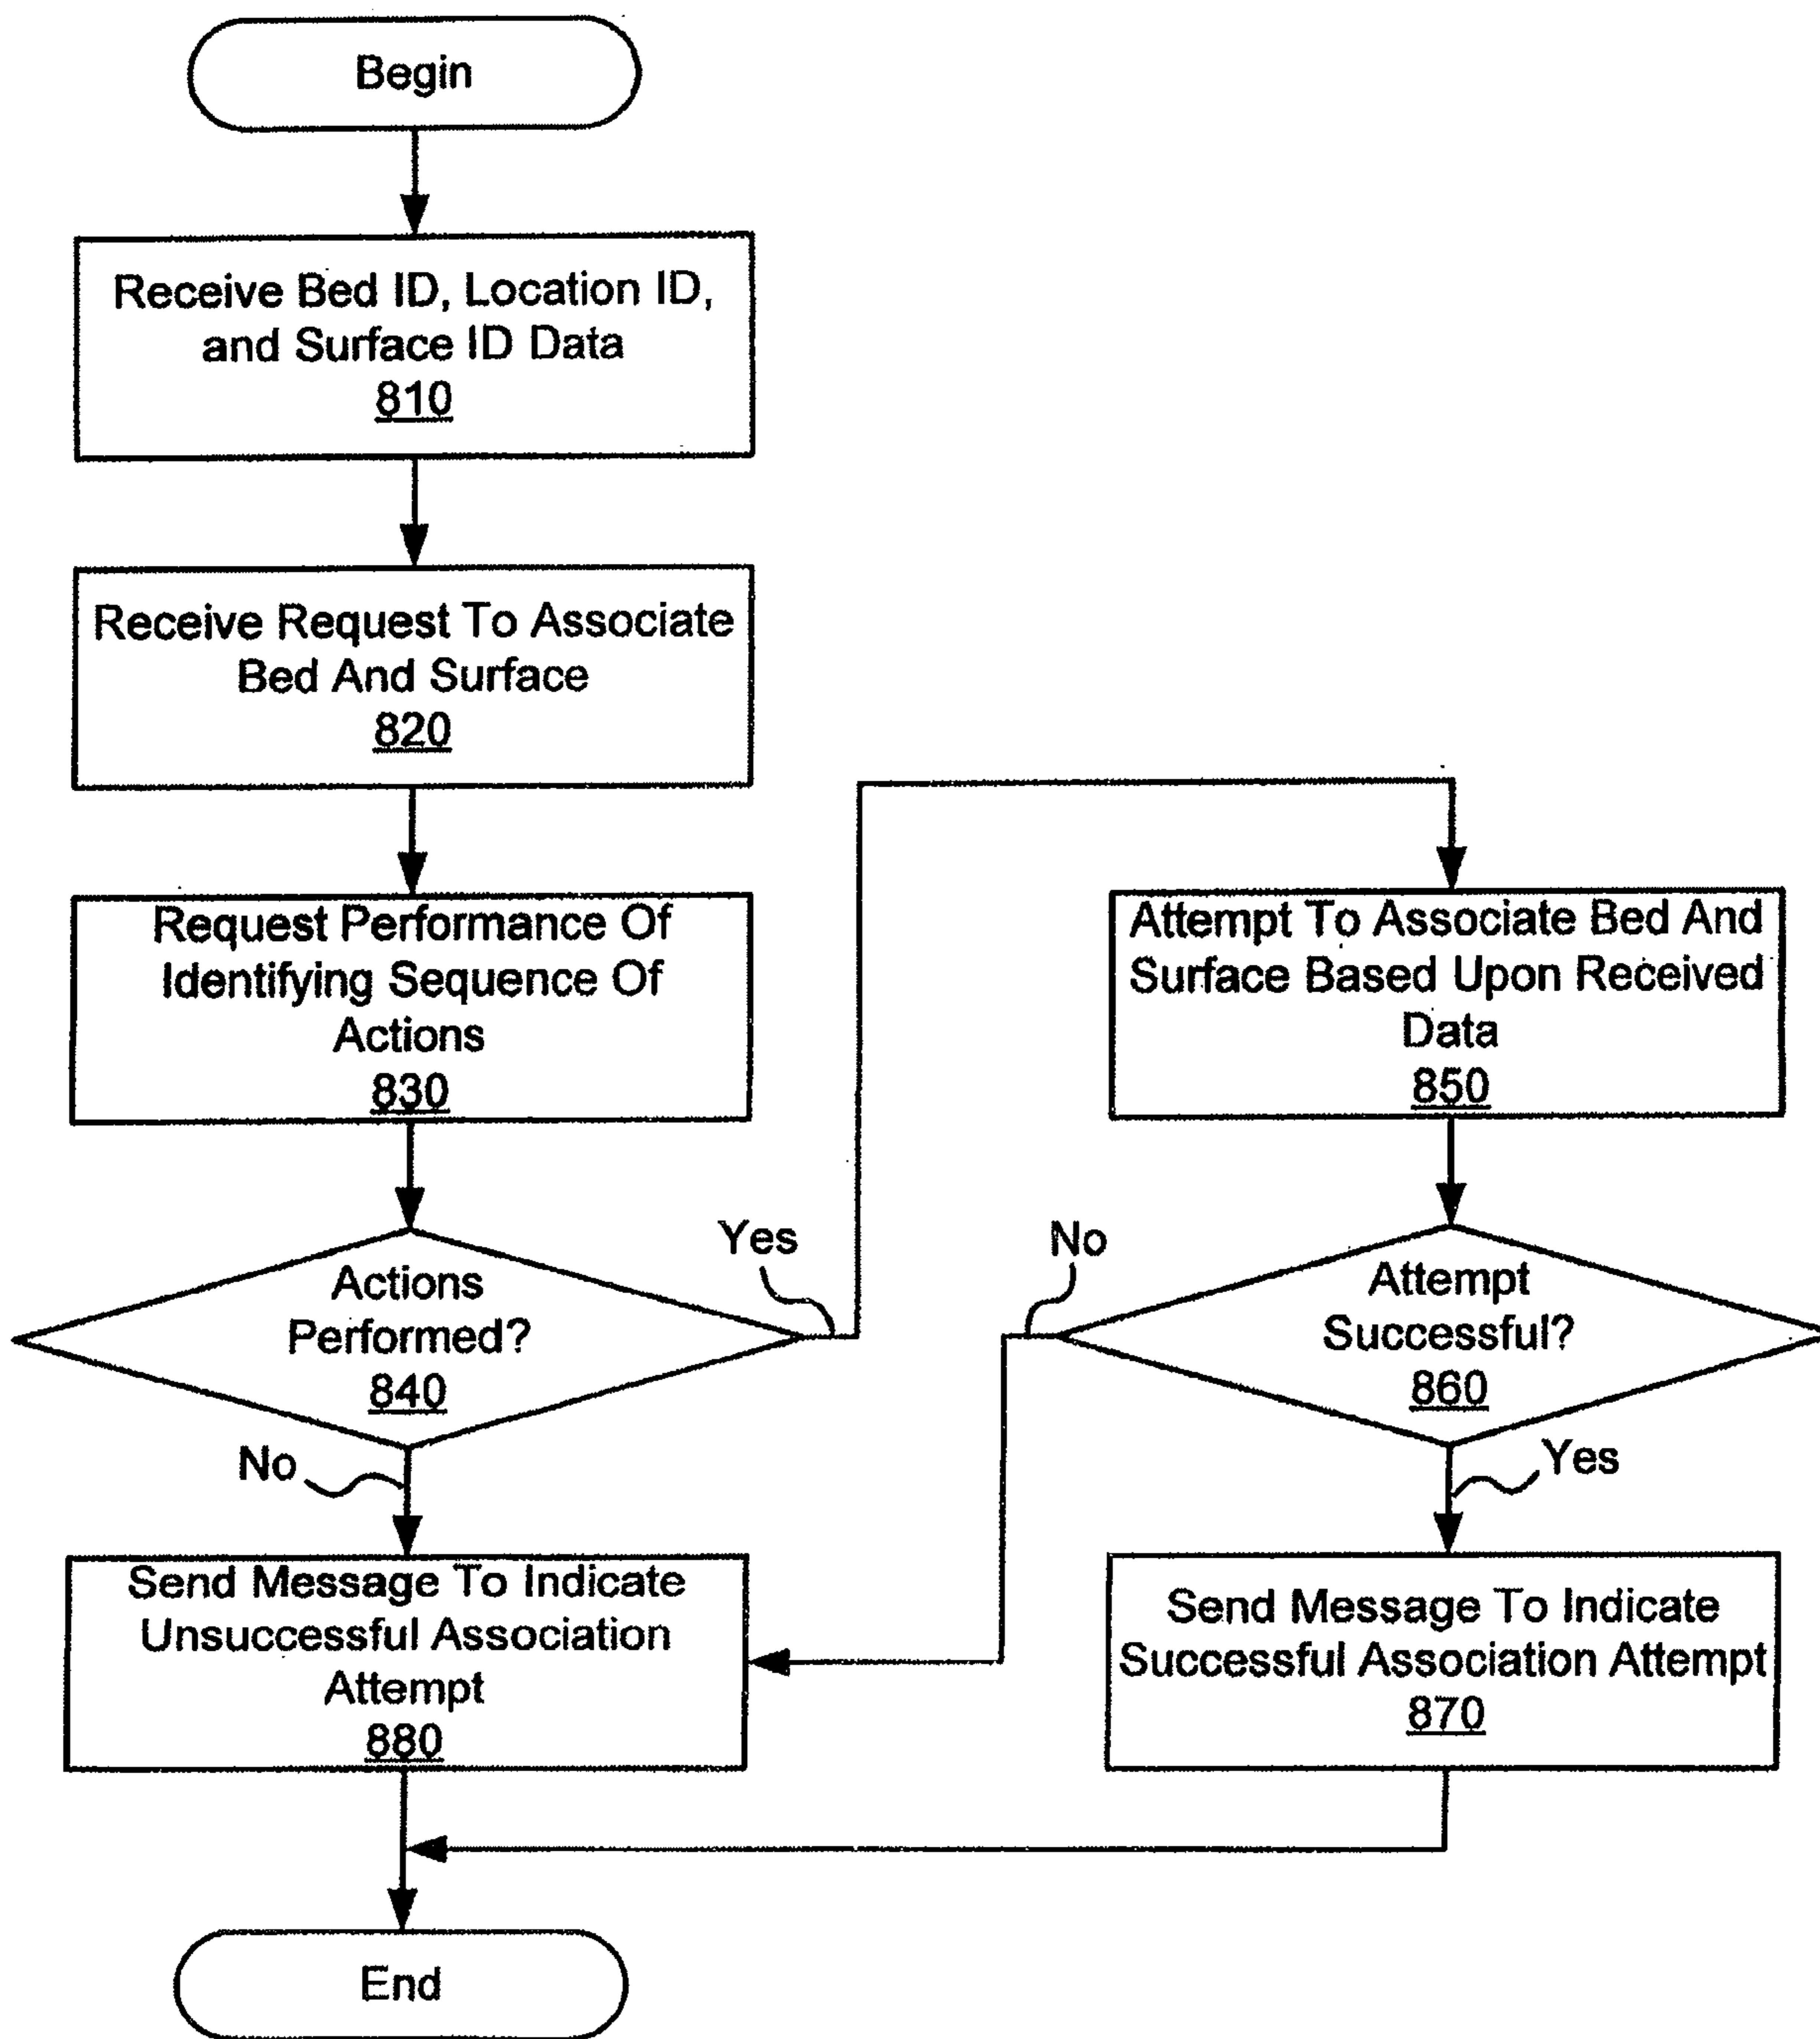 Begin
Receive Bed ID, Location ID,
and Surface ID Data
810
Receive Request To Associate
Bed And Surface
820
Request Performance Of
Identifying Sequence Of
Actions
830
Actions
Performed?
840
Yes
No
Attempt To Associate Bed And
Surface Based Upon Received
Data
850
Attempt
Successful?
860
No
Yes
Send Message To Indicate
Unsuccessful Association
Attempt
880
Send Message To Indicate
Successful Association Attempt
870
End